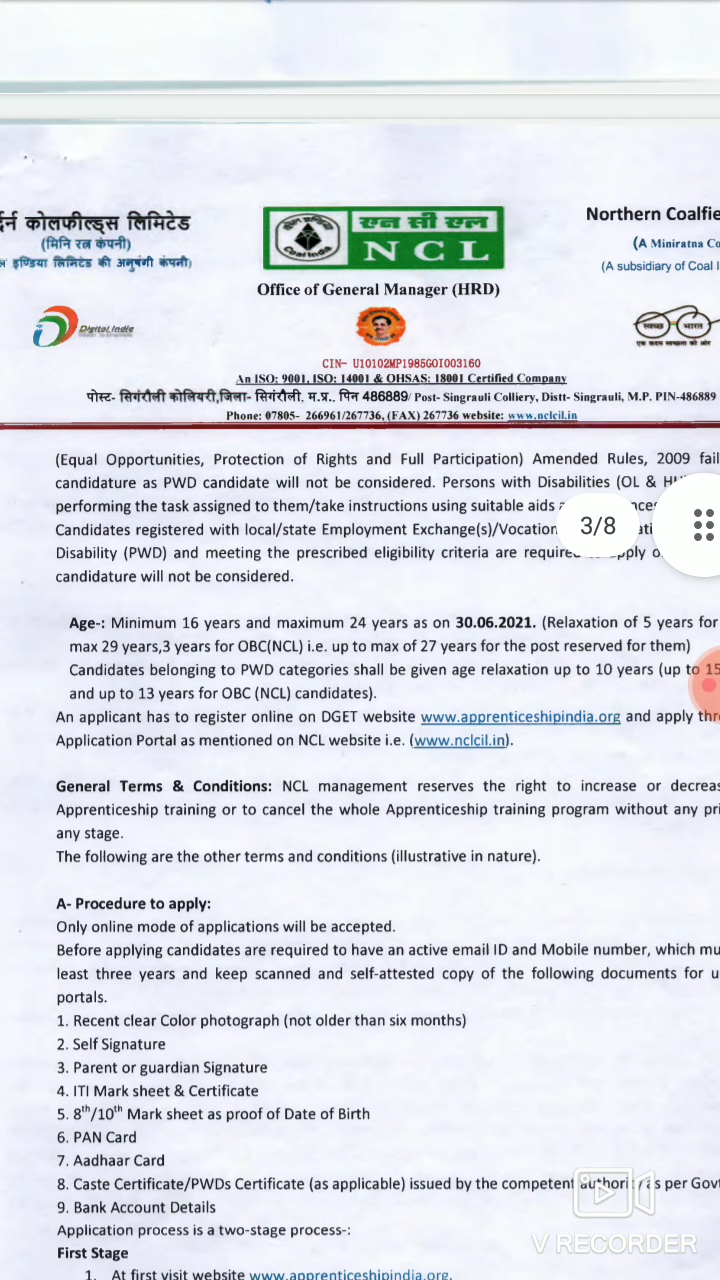 कोलफील्ड्स लिमिटेड
(मिनि रत्न कंपनी)
इण्डिया लिमिटेड की अनुषंगी कंपनी)
Digital India
Coal India
एन सी एल
NCL
Office of General Manager (HRD)
Northern Coalfie
(A Miniratna Co
(A subsidiary of Coal I
स्वच्छ भारत
एक कदम स्वच्छता की ओर
CIN- U10102MP1985GOI003160
An ISO: 9001, ISO: 14001 & OHSAS: 18001 Certified Company
पोस्ट- सिगंरौली कोलियरी,जिला- सिगंरौली. म.प्र.. पिन 486889/ Post- Singrauli Colliery, Distt- Singrauli, M.P. PIN-486889
Phone: 07805- 266961/267736, (FAX) 267736 website: www.nclcil.in
(Equal Opportunities, Protection of Rights and Full Participation) Amended Rules, 2009 fail
candidature as PWD candidate will not be considered. Persons with Disabilities (OL &
performing the task assigned to them/take instructions using suitable aids
Candidates registered with local/state Employment Exchange(s)/Vocation
3/8
Disability (PWD) and meeting the prescribed eligibility criteria are require
candidature will not be considered.
Age-: Minimum 16 years and maximum 24 years as on 30.06.2021. (Relaxation of 5 years for
max 29 years,3 years for OBC(NCL) i.e. up to max of 27 years for the post reserved for them)
Candidates belonging to PWD categories shall be given age relaxation up to 10 years (up to 15
and up to 13 years for OBC (NCL) candidates).
An applicant has to register online on DGET website www.apprenticeshipindia.org and apply thr
Application Portal as mentioned on NCL website i.e. (www.nclcil.in).
General Terms & Conditions: NCL management reserves the right to increase or decreas
Apprenticeship training or to cancel the whole Apprenticeship training program without any pri
any stage.
The following are the other terms and conditions (illustrative in nature).
A- Procedure to apply:
Only online mode of applications will be accepted.
Before applying candidates are required to have an active email ID and Mobile number, which mu
least three years and keep scanned and self-attested copy of the following documents for u
portals.
1. Recent clear Color photograph (not older than six months)
2. Self Signature
3. Parent or guardian Signature
4. ITI Mark sheet & Certificate
5. 8th/10th Mark sheet as proof of Date of Birth
6. PAN Card
7. Aadhaar Card
8. Caste Certificate/PWDs Certificate (as applicable) issued by the competent authority as per Gov
9. Bank Account Details
Application process is a two-stage process-:
First Stage
1. At first visit website www.apprenticeshipindia.org.
V RECORDER